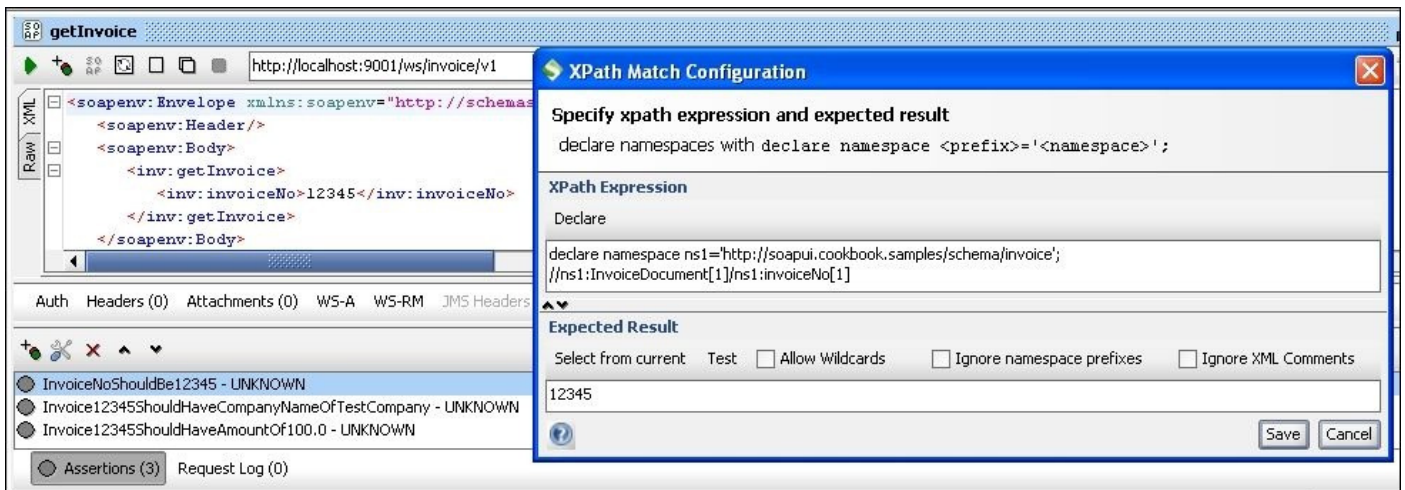 getInvoice
http://localhost:9001/ws/invoice/v1
XML
Raw
<soapenv:Envelope xmlns:soapenv="http://schemas
<soapenv:Header/>
<soapenv:Body>
<inv:getInvoice>
<inv:invoiceNo>12345</inv:invoiceNo>
</inv:getInvoice>
</soapenv:Body>
Auth Headers (0) Attachments (0) WS-A WS-RM JMS Headers
InvoiceNoShouldBe12345 - UNKNOWN
Invoice12345ShouldHaveCompanyNameOfTestCompany - UNKNOWN
Invoice12345ShouldHaveAmountOf100.0 - UNKNOWN
Assertions (3) Request Log (0)
XPath Match Configuration
Specify xpath expression and expected result
declare namespaces with declare namespace <prefix>='<namespace>';
XPath Expression
Declare
declare namespace ns1='http://soapui.cookbook.samples/schema/invoice';
//ns1:InvoiceDocument[1]/ns1:invoiceNo[1]
Expected Result
Select from current Test Allow Wildcards Ignore namespace prefixes Ignore XML Comments
12345
Save Cancel